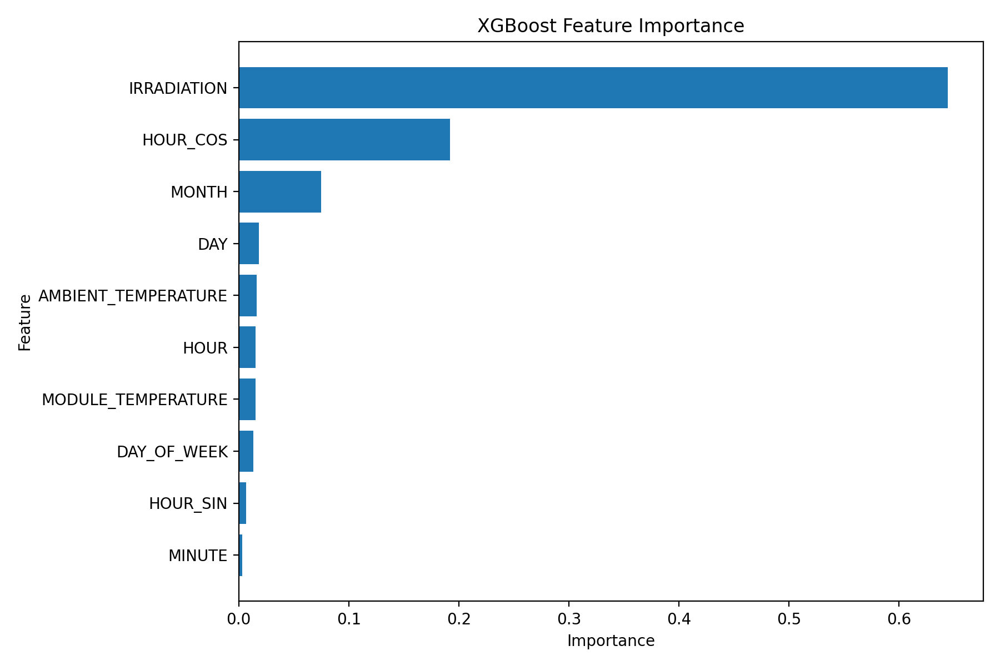 XGBoost Feature Importance
IRRADIATION
HOUR_COS
MONTH
DAY
AMBIENT_TEMPERATURE
HOUR
MODULE_TEMPERATURE
DAY_OF_WEEK
HOUR_SIN
MINUTE
Feature
0.0 0.1 0.2 0.3 0.4 0.5 0.6
Importance